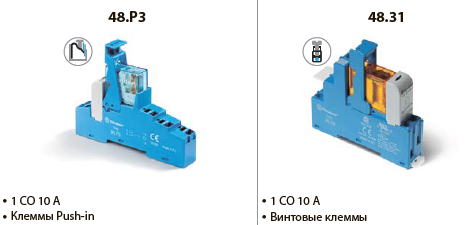 48.P3
48.31
• 1 CO 10 A
• Клеммы Push-in
• 1 CO 10 A
• Винтовые клеммы